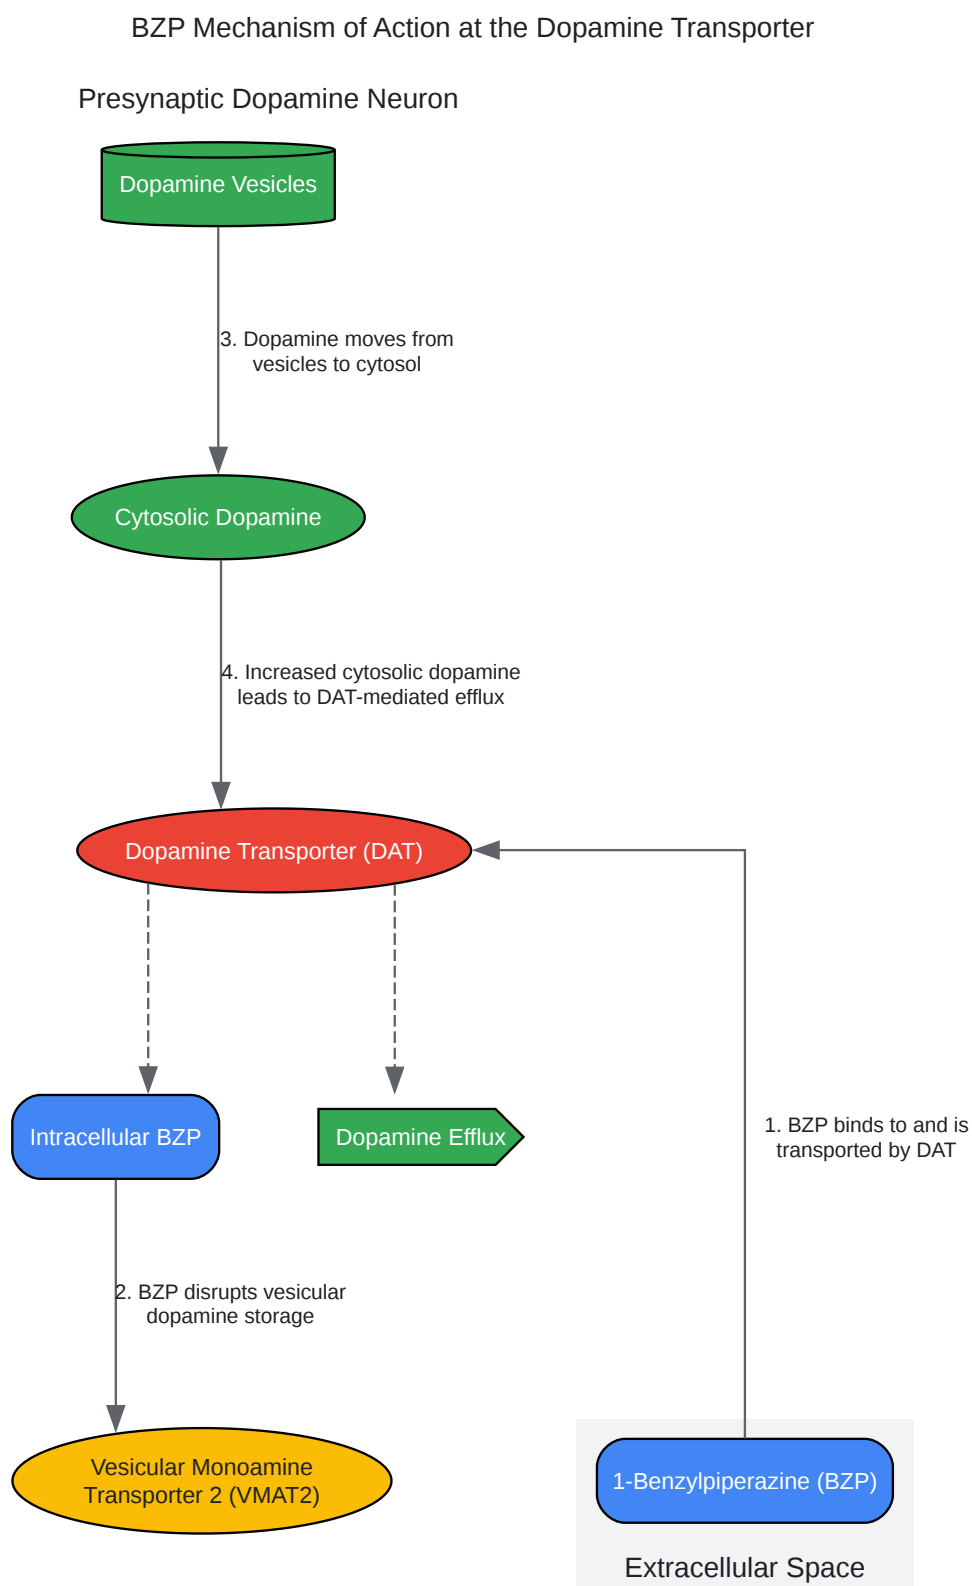 BZP Mechanism of Action at the Dopamine Transporter
Presynaptic Dopamine Neuron
Dopamine Vesicles
3. Dopamine moves from
vesicles to cytosol
Cytosolic Dopamine
4. Increased cytosolic dopamine
leads to DAT-mediated efflux
Dopamine Transporter (DAT)
Intracellular BZP
Dopamine Efflux
1. BZP binds to and is
transported by DAT
2. BZP disrupts vesicular
dopamine storage
Vesicular Monoamine
Transporter 2 (VMAT2)
1-Benzylpiperazine (BZP)
Extracellular Space